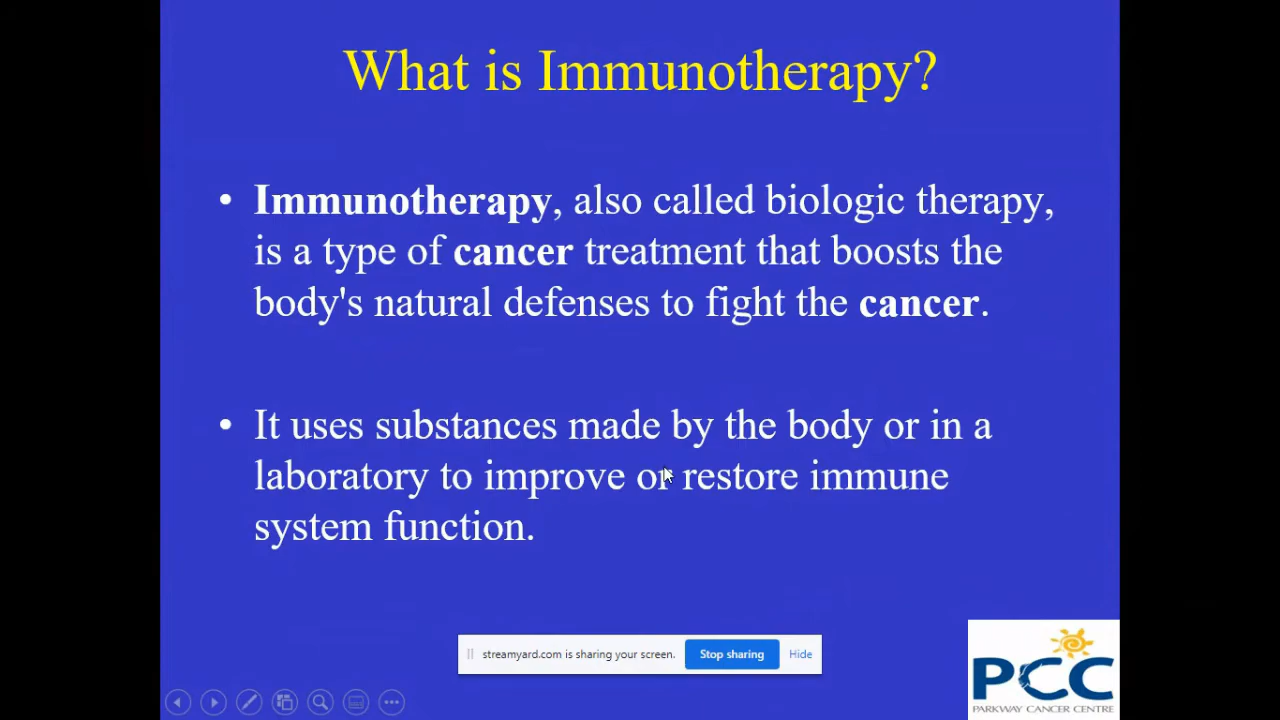 What is Immunotherapy?
• Immunotherapy, also called biologic therapy,
is a type of cancer treatment that boosts the
body's natural defenses to fight the cancer.
• It uses substances made by the body or in a
laboratory to improve or restore immune
system function.
streamyard.com is sharing your screen. Stop sharing Hide
PCC
PARKWAY CANCER CENTRE